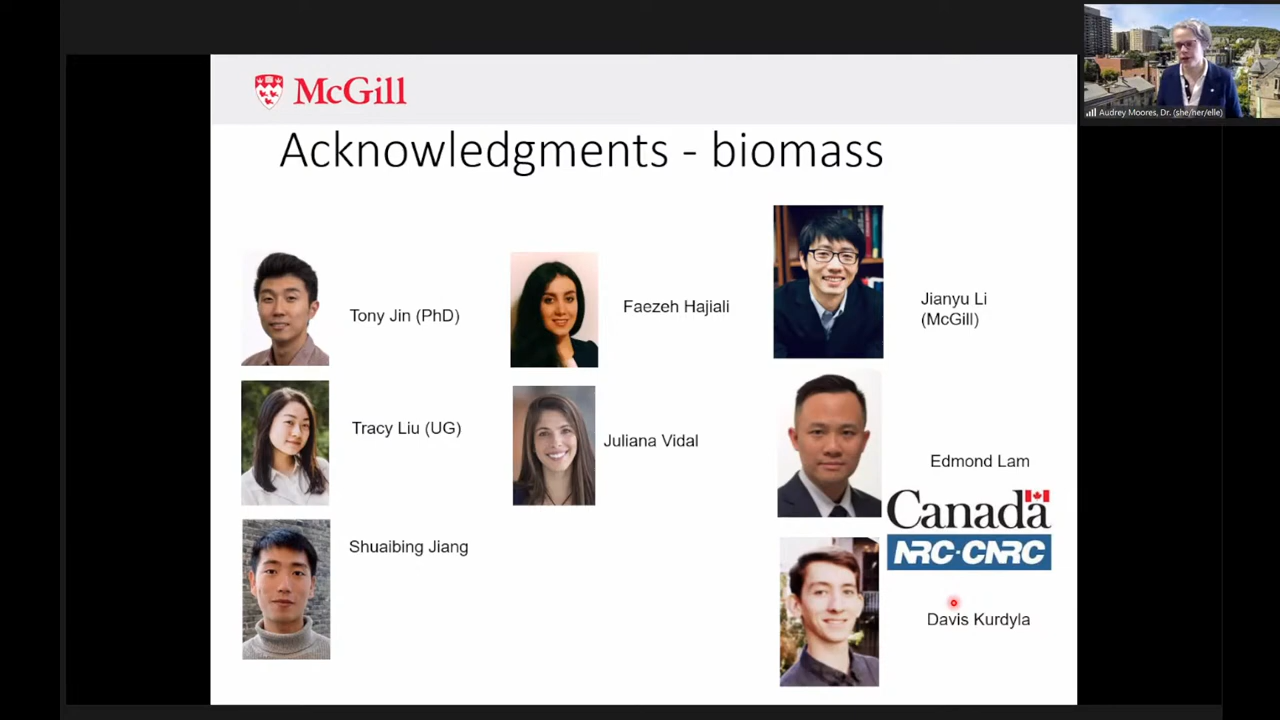 McGill
Audrey Moores, Dr. (she/her/elle)
Acknowledgments - biomass
Tony Jin (PhD)
Faezeh Hajiali
Jianyu Li
(McGill)
Tracy Liu (UG)
Juliana Vidal
Edmond Lam
Canada
NRC·CNRC
Shuaibing Jiang
Davis Kurdyla